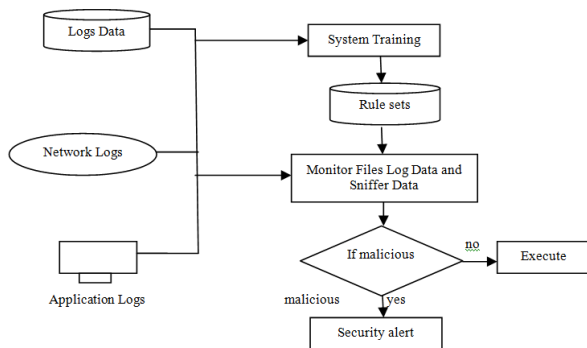 Logs Data
System Training
Rule sets
Network Logs
Monitor Files Log Data and
Sniffer Data
If malicious
no
Execute
Application Logs
malicious
yes
Security alert